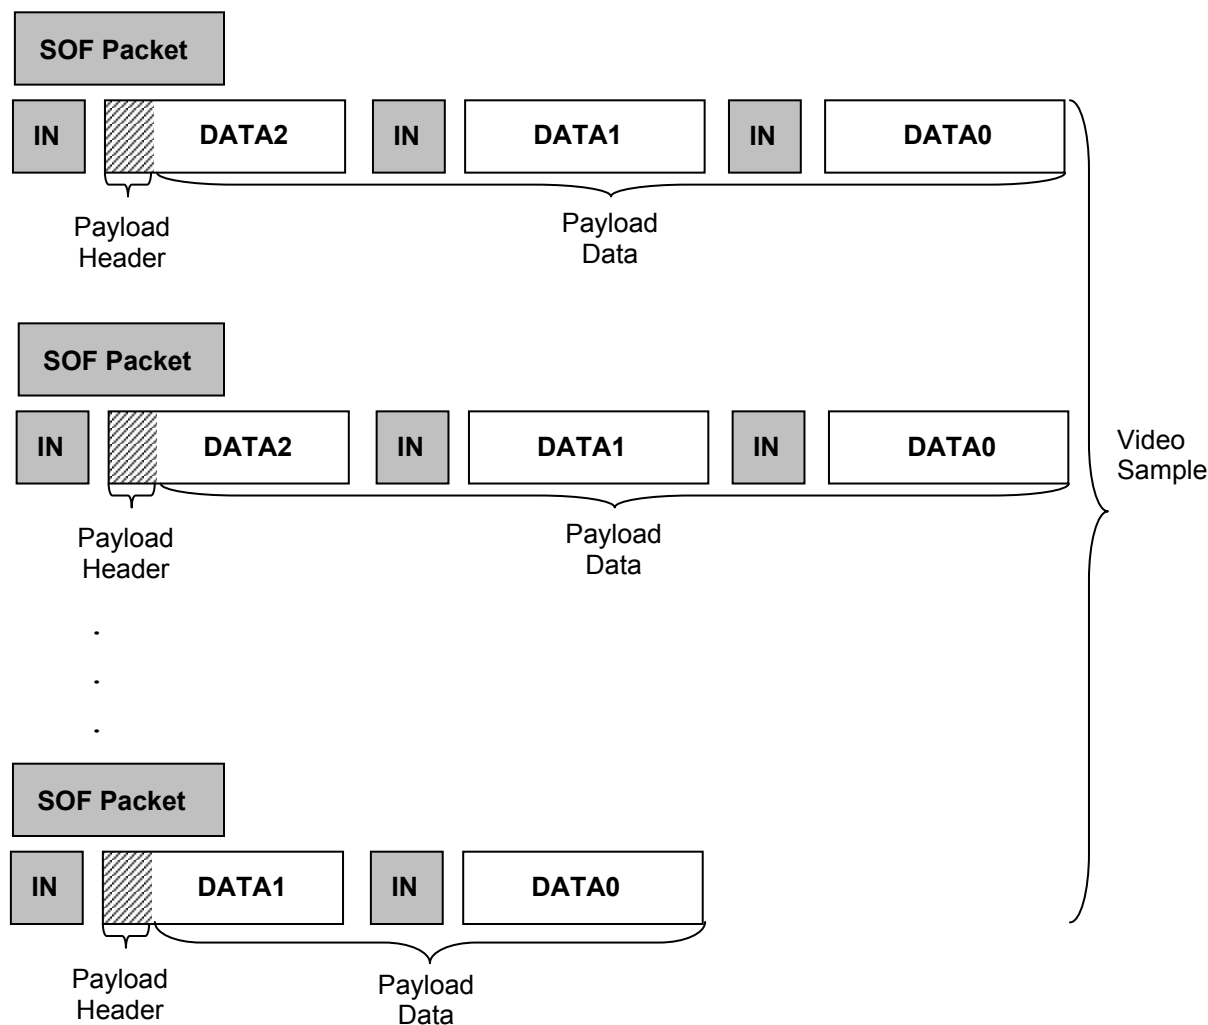 SOF Packet
IN DATA2 IN DATA1 IN DATA0
Payload
Header
Payload
Data
SOF Packet
IN DATA2 IN DATA1 IN DATA0
Payload
Header
Payload
Data
Video
Sample
.
.
.
SOF Packet
IN DATA1 IN DATA0
Payload
Header
Payload
Data